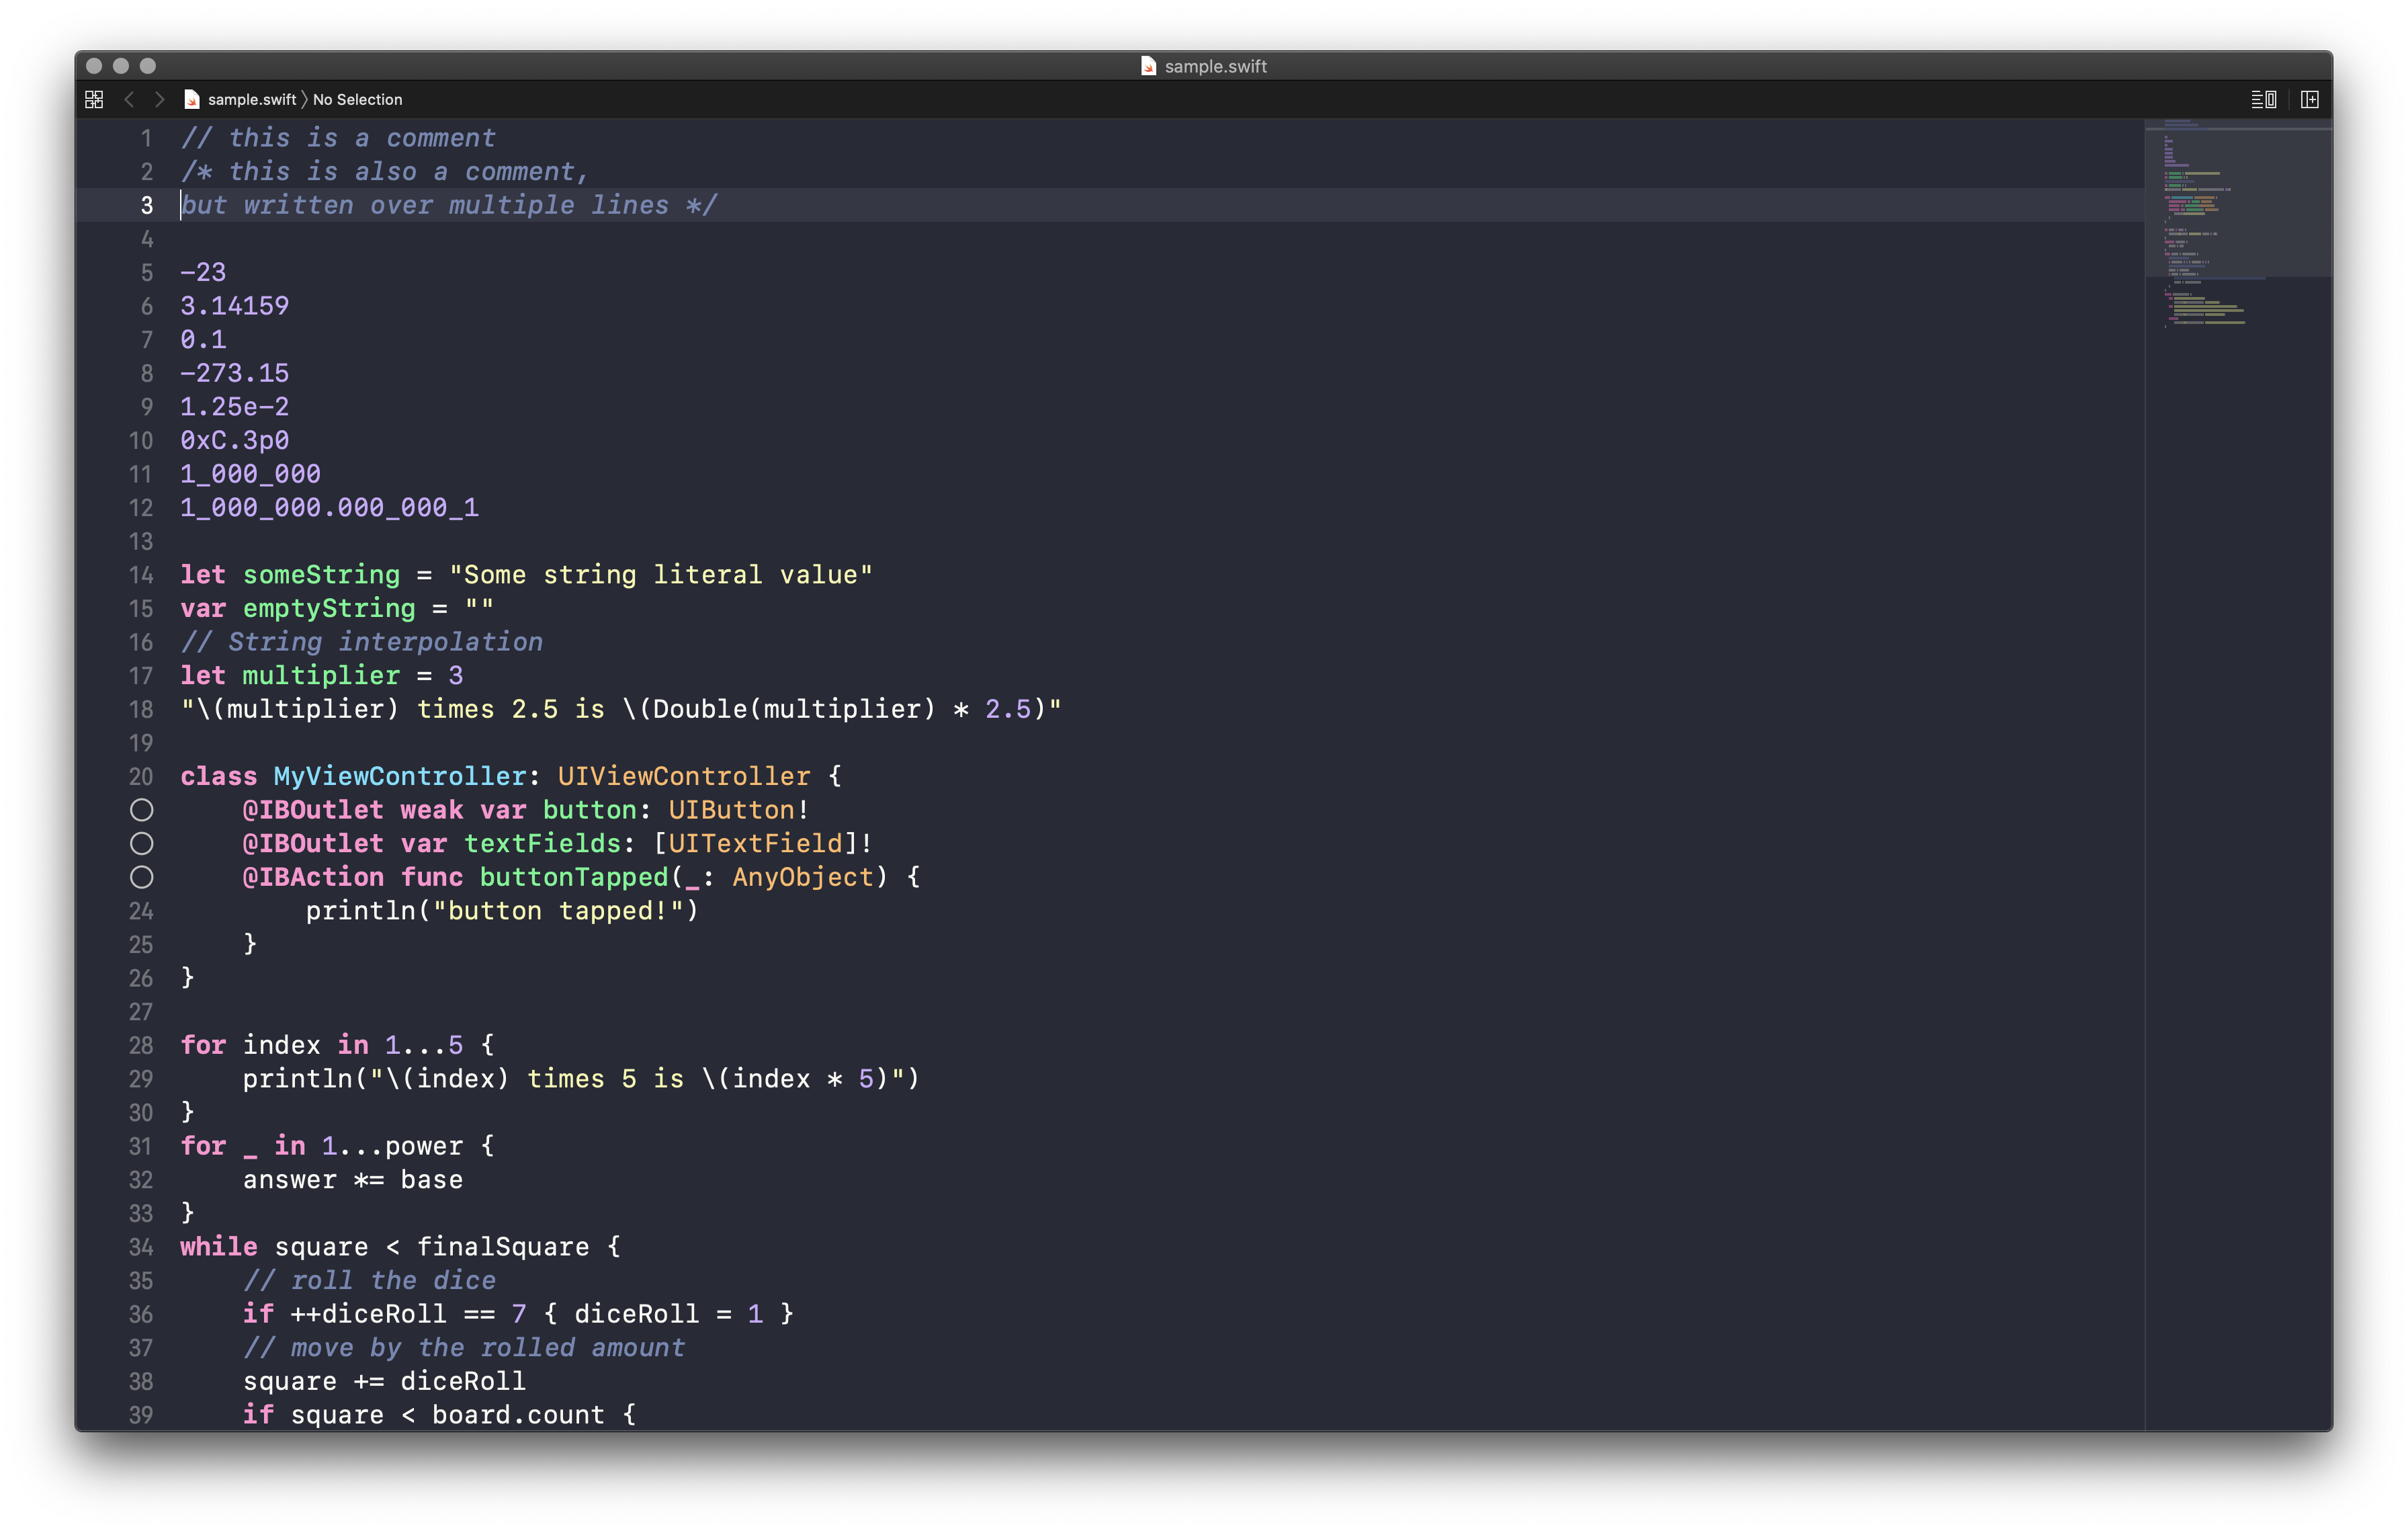 sample.swift
sample.swift No Selection
1 // this is a comment
2 /* this is also a comment,
3 but written over multiple lines */
4
5 -23
6 3.14159
7 0.1
8 -273.15
9 1.25e-2
10 0xC.3p0
11 1_000_000
12 1_000_000.000_000_1
13
14 let someString = "Some string literal value"
15 var emptyString = ""
16 // String interpolation
17 let multiplier = 3
18 "\(multiplier) times 2.5 is \(Double(multiplier) * 2.5)"
19
20 class MyViewController: UIViewController {
    @IBOutlet weak var button: UIButton!
    @IBOutlet var textFields: [UITextField]!
    @IBAction func buttonTapped(_: AnyObject) {
24         println("button tapped!")
25     }
26 }
27
28 for index in 1...5 {
29     println("\(index) times 5 is \(index * 5)")
30 }
31 for _ in 1...power {
32     answer *= base
33 }
34 while square < finalSquare {
35     // roll the dice
36     if ++diceRoll == 7 { diceRoll = 1 }
37     // move by the rolled amount
38     square += diceRoll
39     if square < board.count {